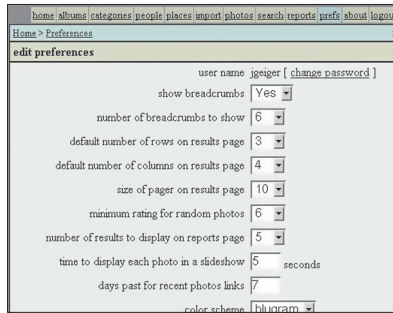 home albums categories people places import photos search reports prefs about logou
Home > Preferences
edit preferences
user name jgeiger [ change password ]
show breadcrumbs Yes
number of breadcrumbs to show 6
default number of rows on results page 3
default number of columns on results page 4
size of pager on results page 10
minimum rating for random photos 6
number of results to display on reports page 5
time to display each photo in a slideshow 5 seconds
days past for recent photos links 7
color scheme blugram